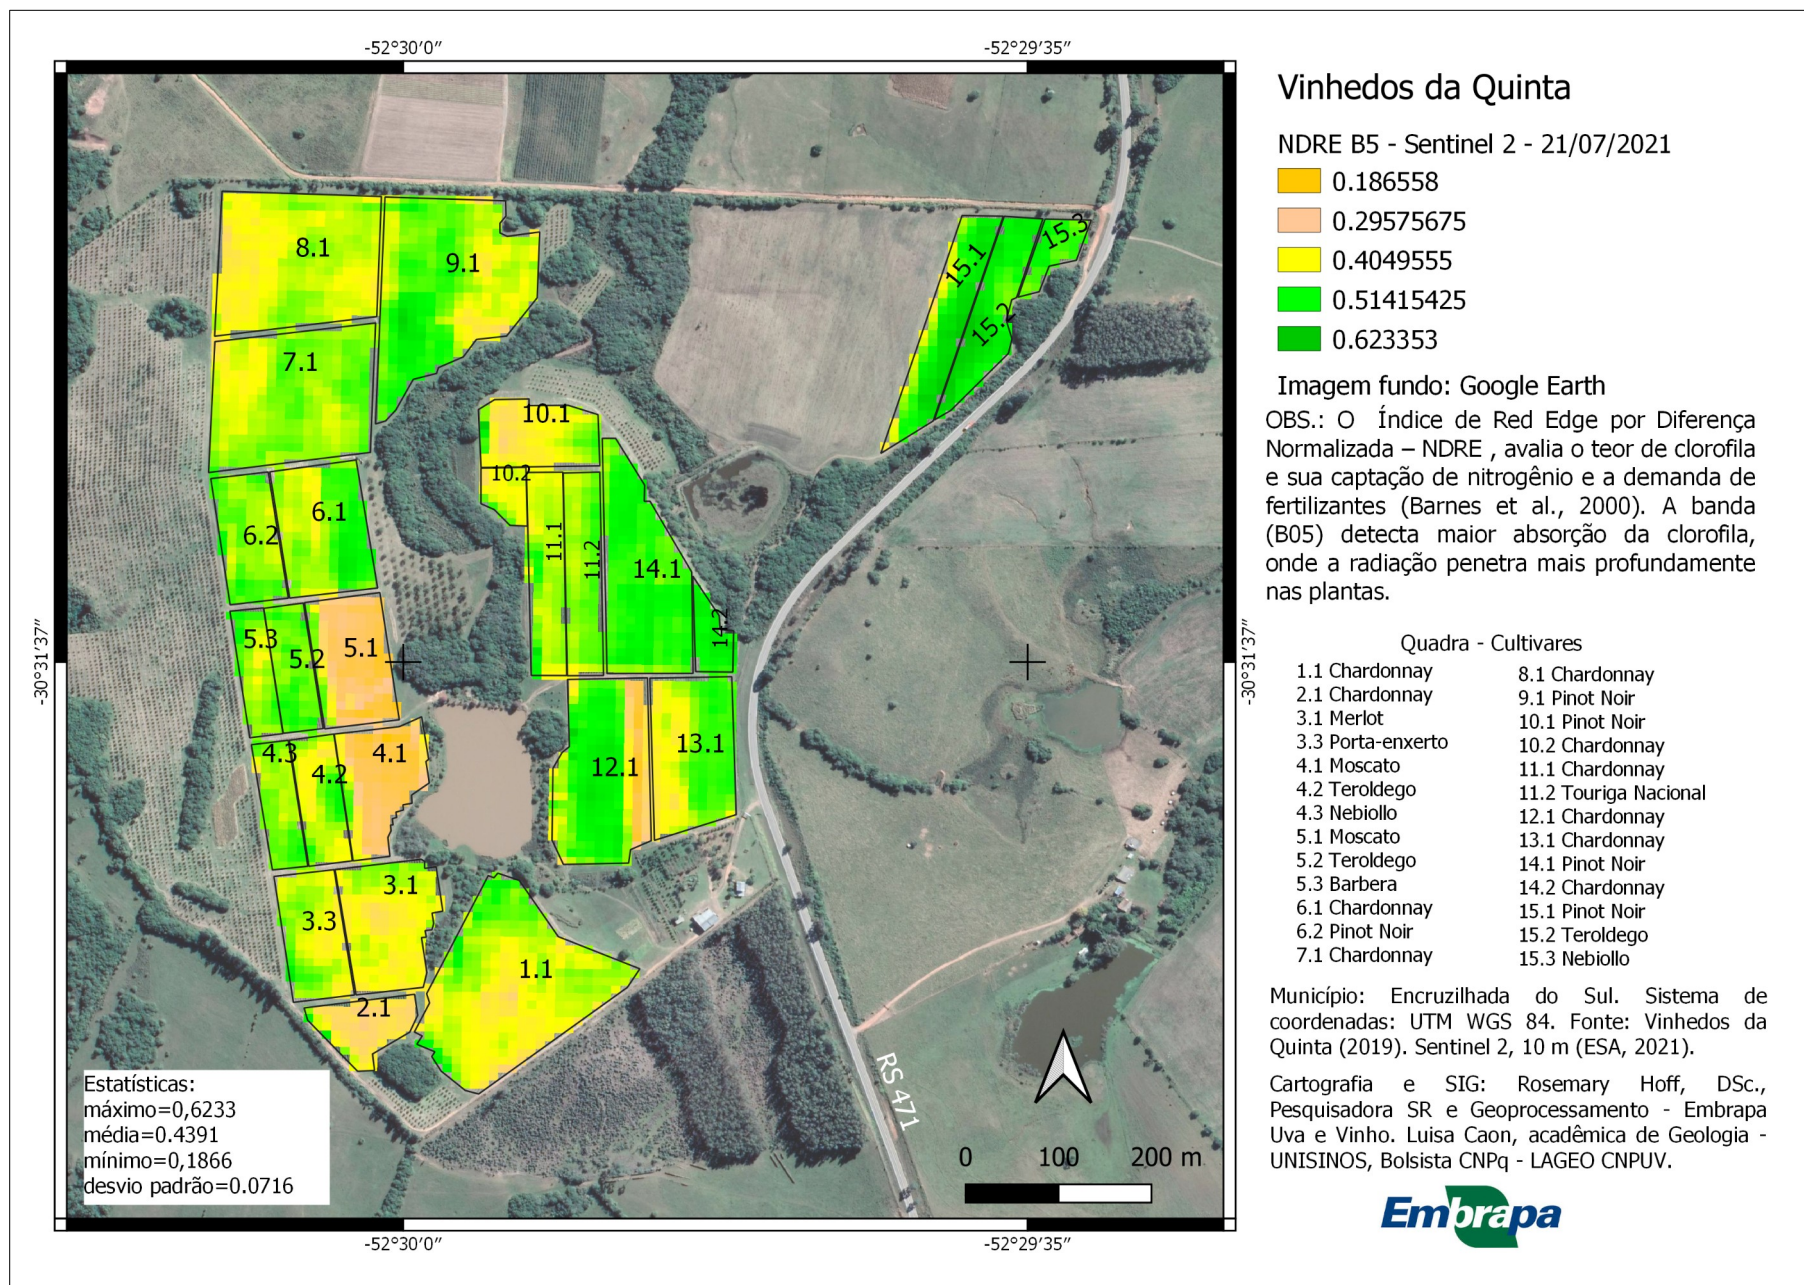 -52°30'0''
-52°29'35''
-30°31'37''
-30°31'37''
8.1
9.1
7.1
15.1
15.2
15.3
10.1
10.2
11.1
11.2
14.1
14.2
6.2
6.1
5.3
5.2
5.1
4.3
4.2
4.1
12.1
13.1
3.3
3.1
1.1
2.1
RS 471
Estatísticas:
máximo=0,6233
média=0.4391
mínimo=0,1866
desvio padrão=0.0716
0 100 200 m
-52°30'0''
-52°29'35''
Vinhedos da Quinta
NDRE B5 - Sentinel 2 - 21/07/2021
0.186558
0.29575675
0.4049555
0.51415425
0.623353
Imagem fundo: Google Earth
OBS.: O Índice de Red Edge por Diferença
Normalizada – NDRE , avalia o teor de clorofila
e sua captação de nitrogênio e a demanda de
fertilizantes (Barnes et al., 2000). A banda
(B05) detecta maior absorção da clorofila,
onde a radiação penetra mais profundamente
nas plantas.
Quadra - Cultivares
1.1 Chardonnay
2.1 Chardonnay
3.1 Merlot
3.3 Porta-enxerto
4.1 Moscato
4.2 Teroldego
4.3 Nebiollo
5.1 Moscato
5.2 Teroldego
5.3 Barbera
6.1 Chardonnay
6.2 Pinot Noir
7.1 Chardonnay
8.1 Chardonnay
9.1 Pinot Noir
10.1 Pinot Noir
10.2 Chardonnay
11.1 Chardonnay
11.2 Touriga Nacional
12.1 Chardonnay
13.1 Chardonnay
14.1 Pinot Noir
14.2 Chardonnay
15.1 Pinot Noir
15.2 Teroldego
15.3 Nebiollo
Município: Encruzilhada do Sul. Sistema de
coordenadas: UTM WGS 84. Fonte: Vinhedos da
Quinta (2019). Sentinel 2, 10 m (ESA, 2021).
Cartografia e SIG: Rosemary Hoff, DSc.,
Pesquisadora SR e Geoprocessamento - Embrapa
Uva e Vinho. Luisa Caon, acadêmica de Geologia -
UNISINOS, Bolsista CNPq - LAGEO CNPUV.
Embrapa